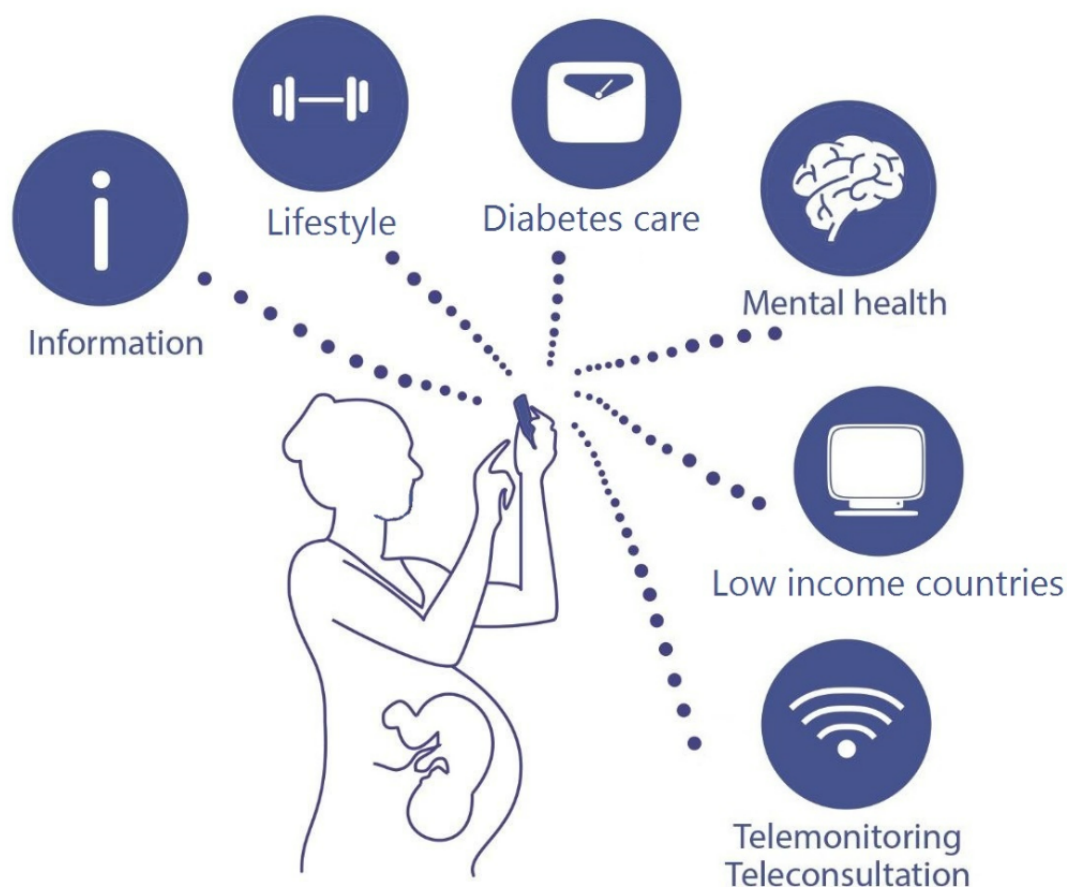 Information
Lifestyle
Diabetes care
Mental health
Low income countries
Telemonitoring
Teleconsultation